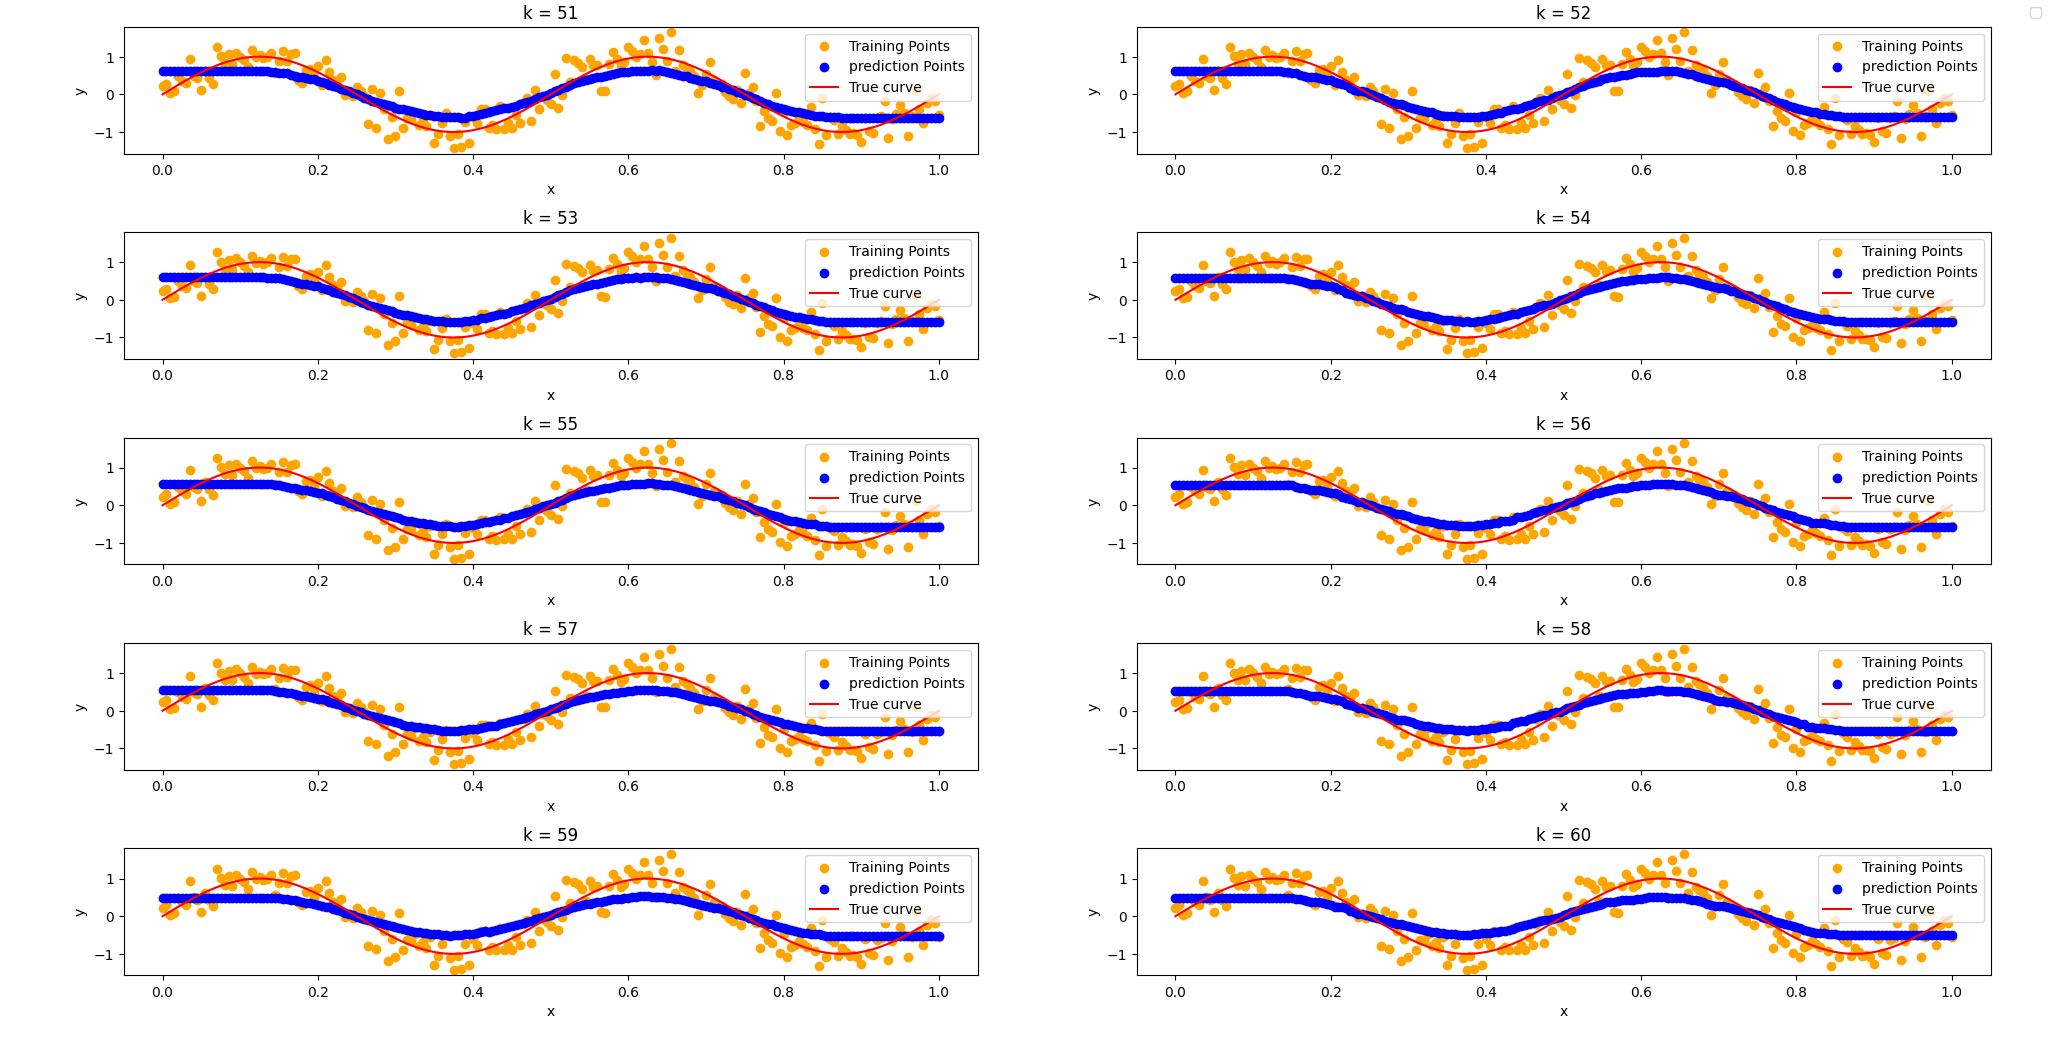 k = 51
Training Points
prediction Points
True curve
1
0
−1
y
0.0 0.2 0.4 0.6 0.8 1.0
x
k = 52
Training Points
prediction Points
True curve
1
0
−1
y
0.0 0.2 0.4 0.6 0.8 1.0
x
k = 53
Training Points
prediction Points
True curve
1
0
−1
y
0.0 0.2 0.4 0.6 0.8 1.0
x
k = 54
Training Points
prediction Points
True curve
1
0
−1
y
0.0 0.2 0.4 0.6 0.8 1.0
x
k = 55
Training Points
prediction Points
True curve
1
0
−1
y
0.0 0.2 0.4 0.6 0.8 1.0
x
k = 56
Training Points
prediction Points
True curve
1
0
−1
y
0.0 0.2 0.4 0.6 0.8 1.0
x
k = 57
Training Points
prediction Points
True curve
1
0
−1
y
0.0 0.2 0.4 0.6 0.8 1.0
x
k = 58
Training Points
prediction Points
True curve
1
0
−1
y
0.0 0.2 0.4 0.6 0.8 1.0
x
k = 59
Training Points
prediction Points
True curve
1
0
−1
y
0.0 0.2 0.4 0.6 0.8 1.0
x
k = 60
Training Points
prediction Points
True curve
1
0
−1
y
0.0 0.2 0.4 0.6 0.8 1.0
x